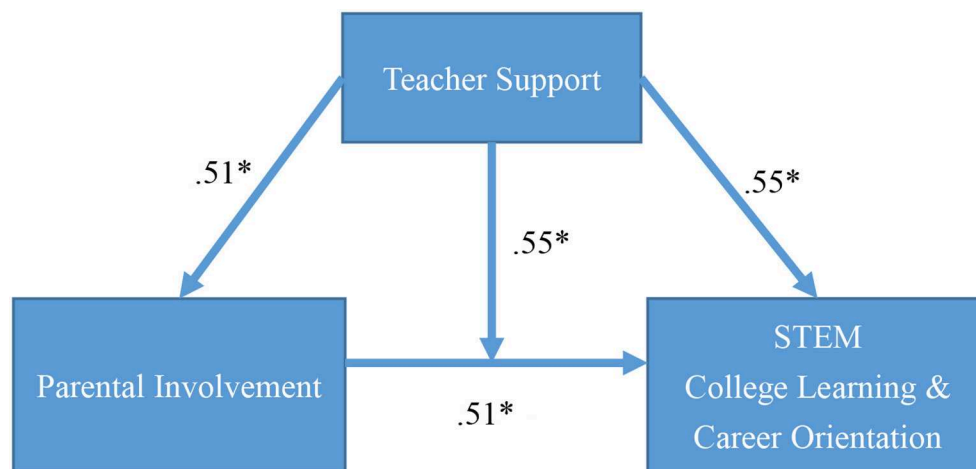 Teacher Support
.51*
.55*
.55*
Parental Involvement
.51*
STEM
College Learning &
Career Orientation